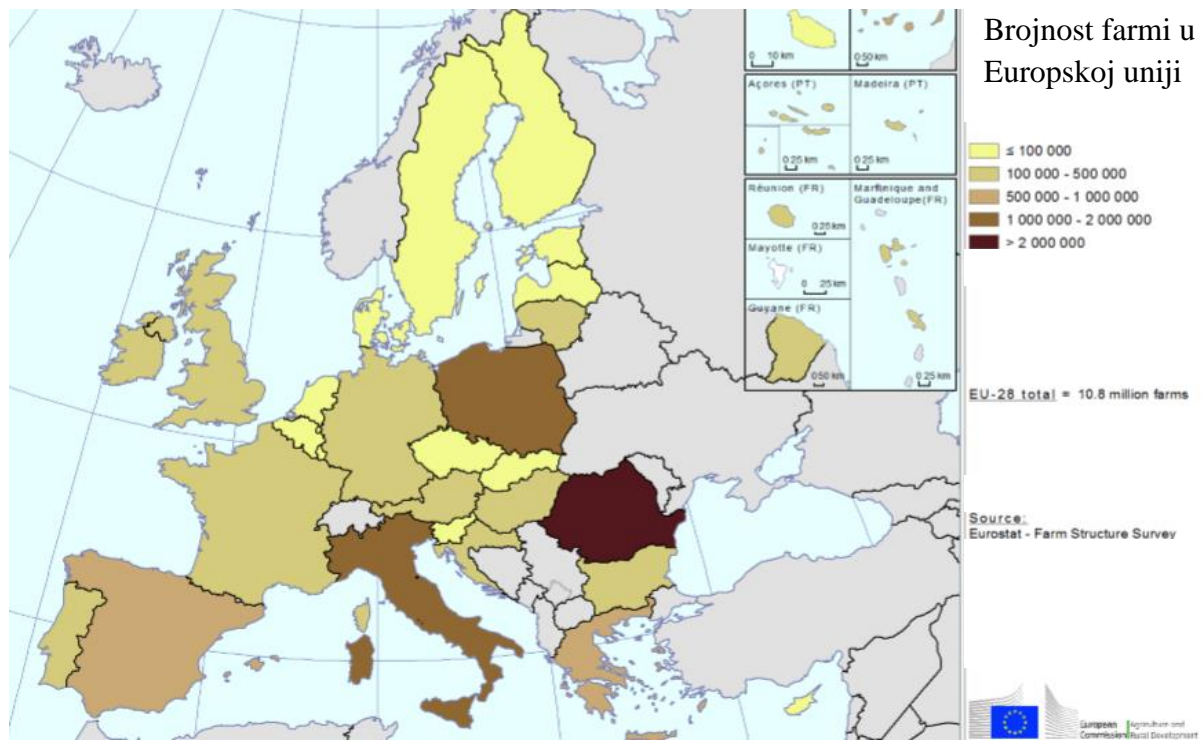 Brojnost farmi u
Europskoj uniji
0 10 km
0 50 km
Açores (PT)
Madeira (PT)
0 25 km
0 25 km
Réunion (FR)
Martinique and
Guadeloupe(FR)
0 25 km
Mayotte (FR)
0 25 km
Guyane (FR)
0 50 km
0 25 km
≤ 100 000
100 000 - 500 000
500 000 - 1 000 000
1 000 000 - 2 000 000
> 2 000 000
EU-28 total = 10.8 million farms
Source:
Eurostat - Farm Structure Survey
European
Commission
Agriculture and
Rural Development